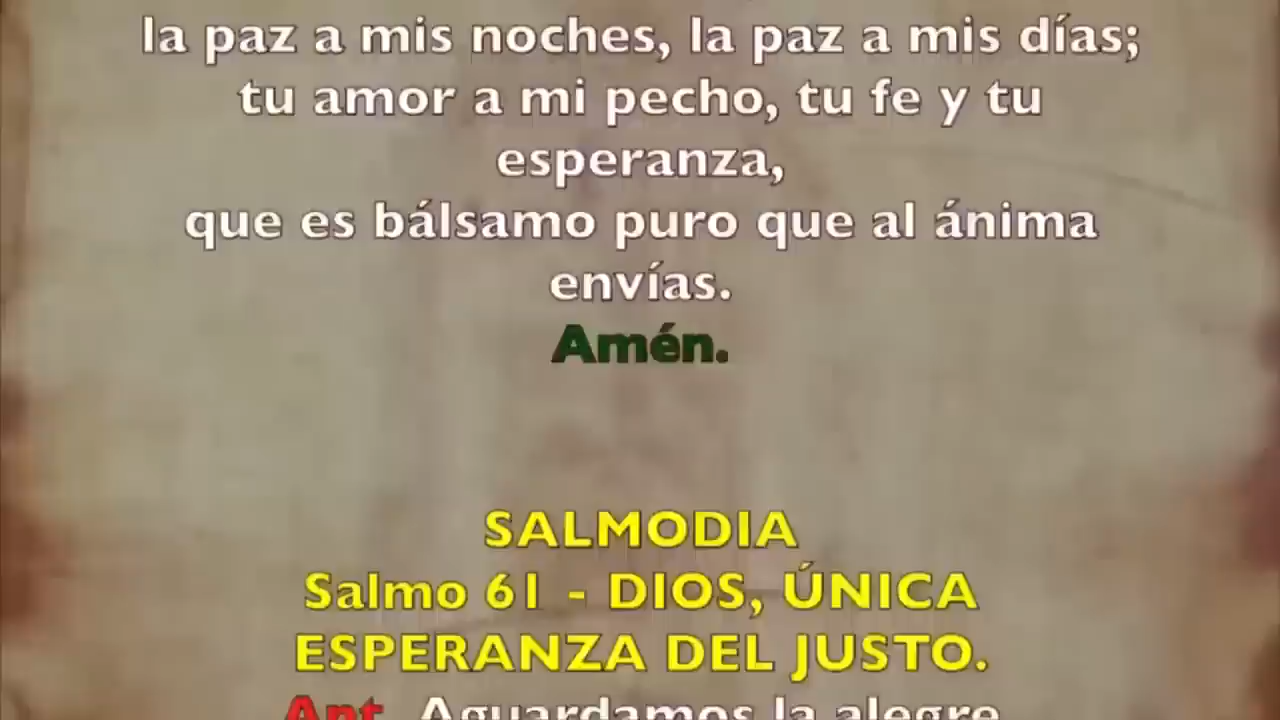 la paz a mis noches, la paz a mis días;
tu amor a mi pecho, tu fe y tu
esperanza,
que es bálsamo puro que al ánima
envías.
Amén.
SALMODIA
Salmo 61 - DIOS, ÚNICA
ESPERANZA DEL JUSTO.
Ant. Aguardamos la alegre